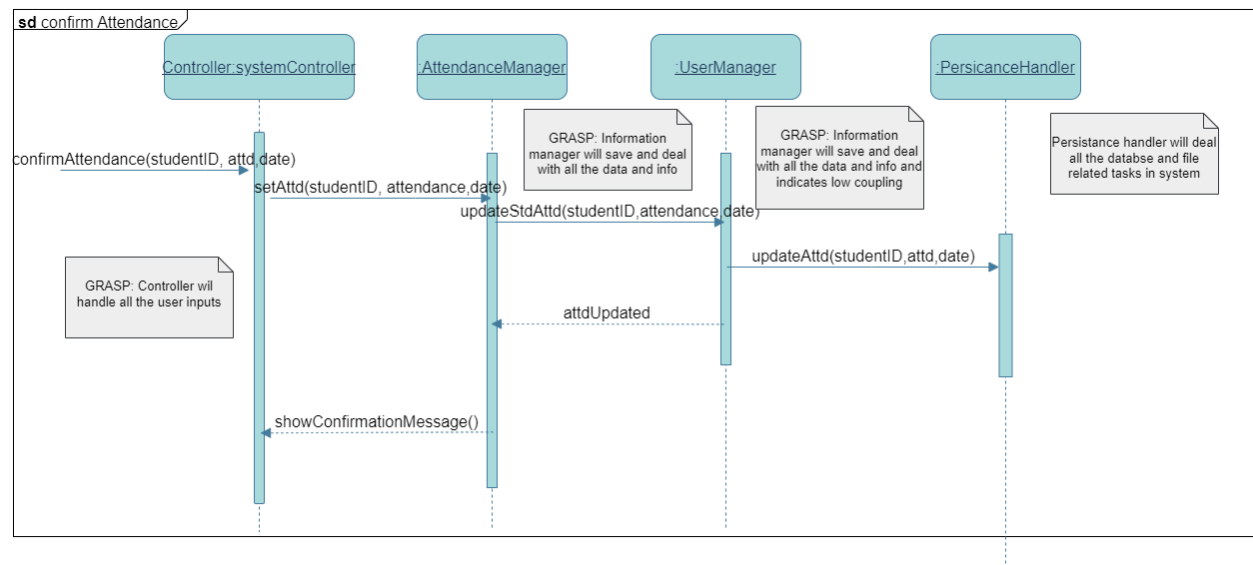 sd confirm Attendance
Controller:systemController
:AttendanceManager
:UserManager
:PersicanceHandler
GRASP: Information
manager will save and deal
with all the data and info
GRASP: Information
manager will save and deal
with all the data and info and
indicates low coupling
Persistance handler will deal
all the databse and file
related tasks in system
confirmAttendance(studentID, attd,date)
setAttd(studentID, attendance,date)
updateStdAttd(studentID,attendance,date)
updateAttd(studentID,attd,date)
GRASP: Controller wil
handle all the user inputs
attdUpdated
showConfirmationMessage()